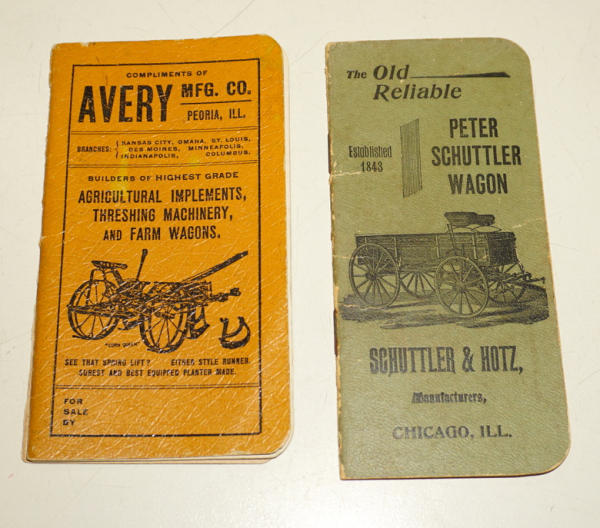 COMPLIMENTS OF
AVERY MFG. CO.
PEORIA, ILL.
BRANCHES: KANSAS CITY, OMAHA, ST. LOUIS,
DES MOINES, MINNEAPOLIS,
INDIANAPOLIS, COLUMBUS.
BUILDERS OF HIGHEST GRADE
AGRICULTURAL IMPLEMENTS,
THRESHING MACHINERY,
AND FARM WAGONS.
"CORN QUEEN"
SEE THAT SPRING LIFT? EITHER STYLE RUNNER
SUREST AND BEST EQUIPPED PLANTER MADE.
FOR
SALE
BY
The Old
Reliable
Established
1843
PETER
SCHUTTLER
WAGON
SCHUTTLER & HOTZ,
Manufacturers,
CHICAGO, ILL.